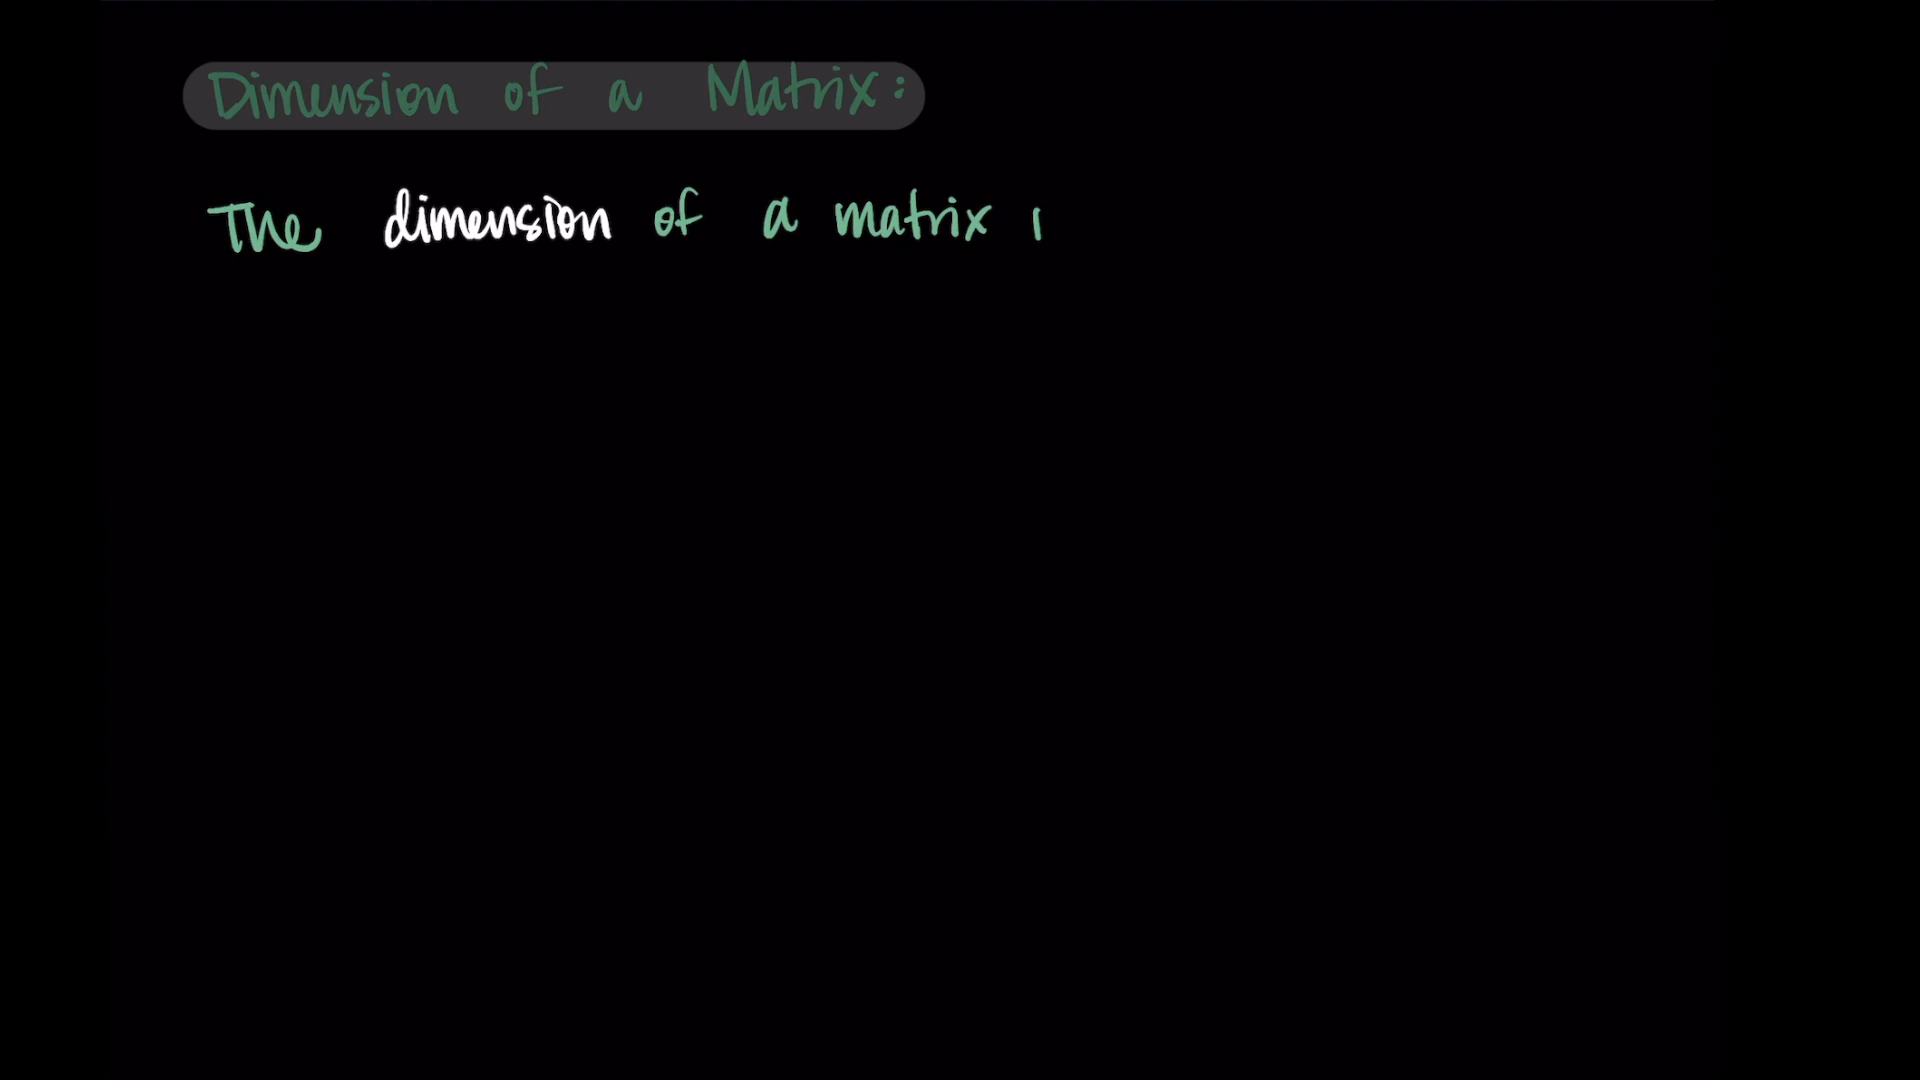 Dimension of a Matrix:
The dimension of a matrix